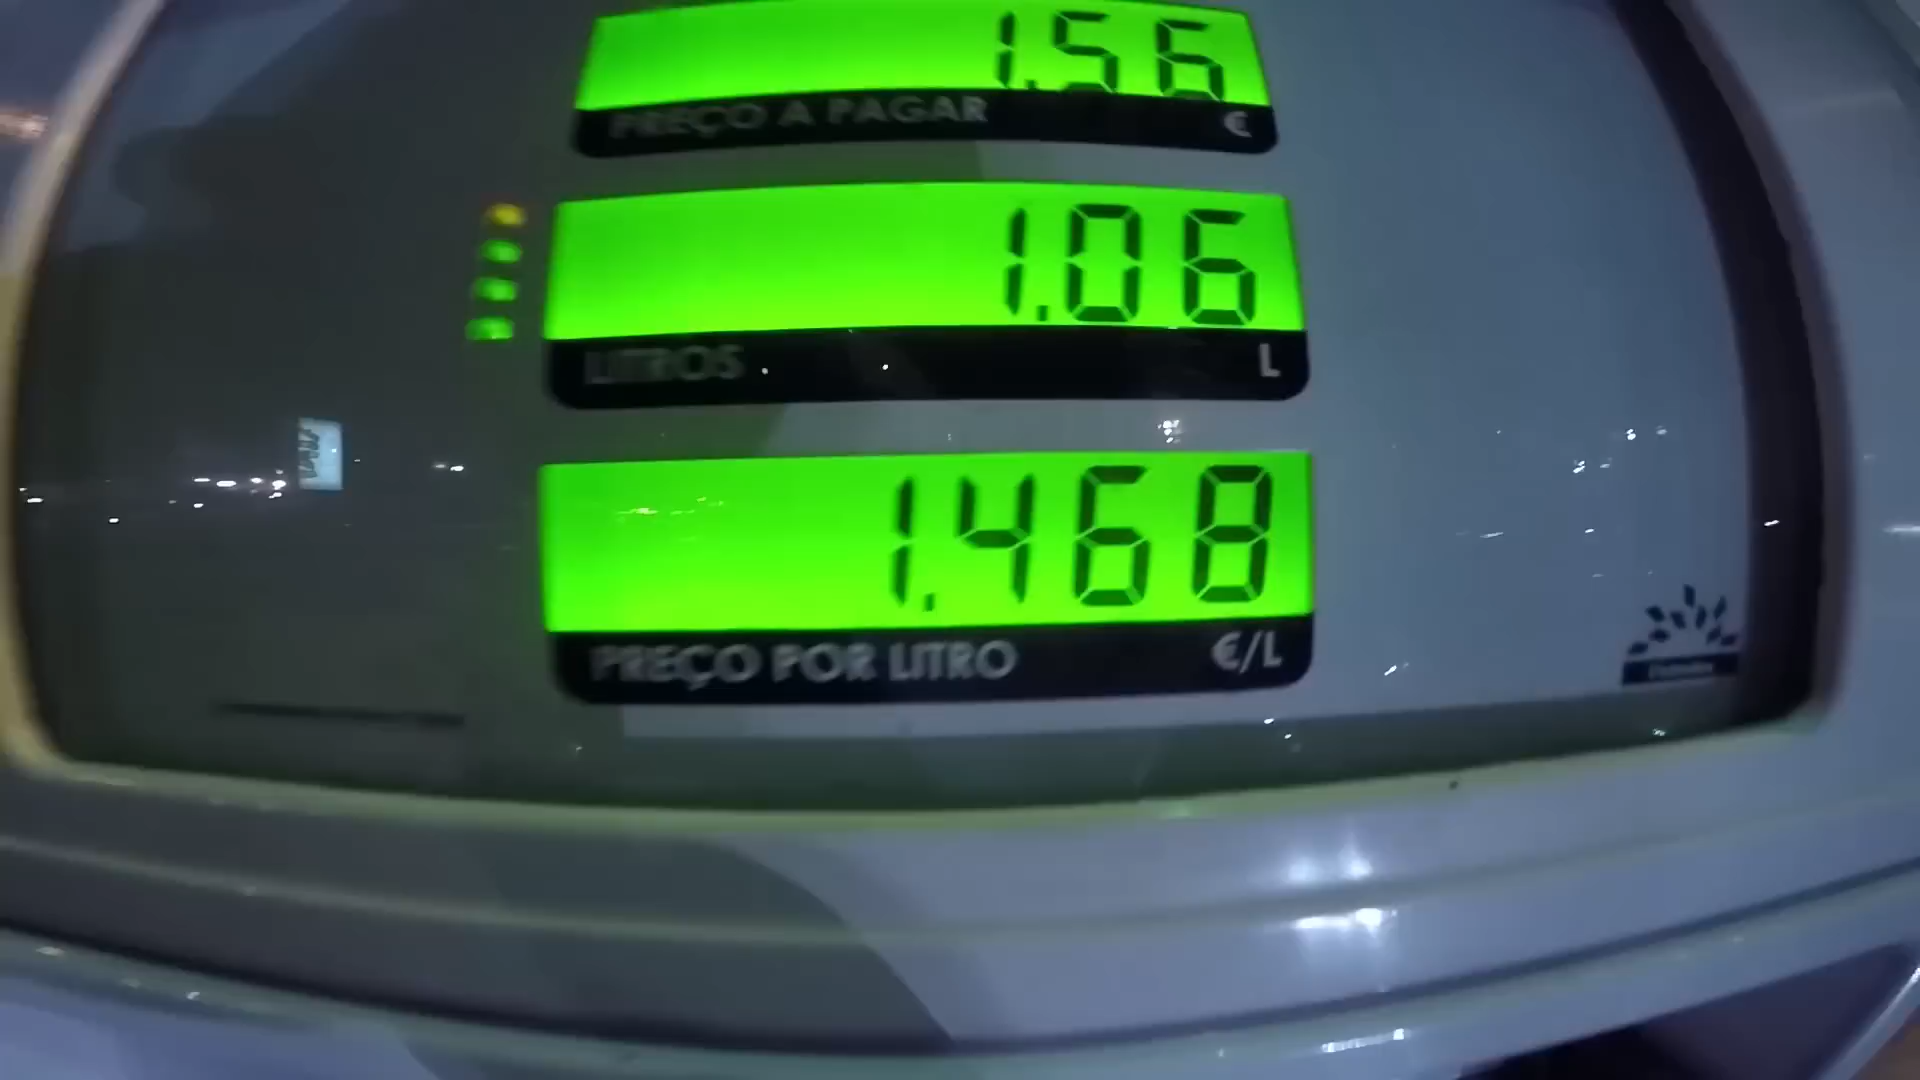 1.56
PREÇO A PAGAR €
1.06
LITROS L
1.468
PREÇO POR LITRO €/L